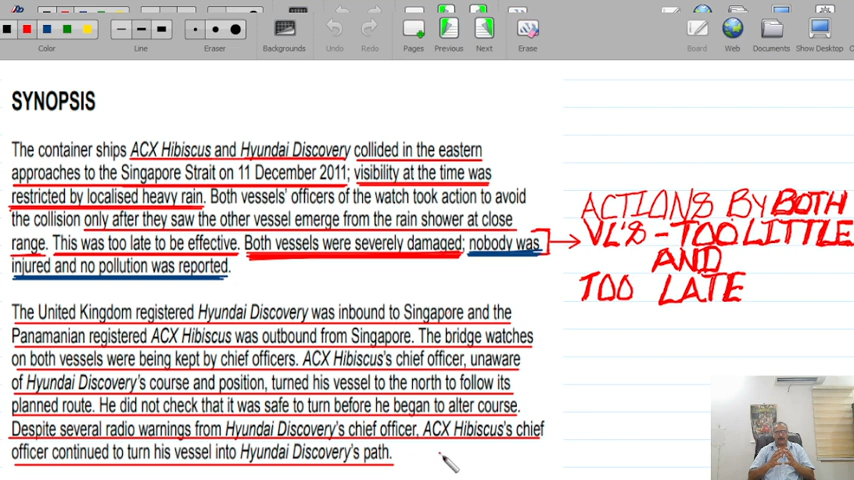 Color
Line
Eraser
Backgrounds
Undo
Redo
Pages
Previous
Next
Erase
Board
Web
Documents
Show Desktop
SYNOPSIS
The container ships ACX Hibiscus and Hyundai Discovery collided in the eastern
approaches to the Singapore Strait on 11 December 2011; visibility at the time was
restricted by localised heavy rain. Both vessels' officers of the watch took action to avoid
the collision only after they saw the other vessel emerge from the rain shower at close
range. This was too late to be effective. Both vessels were severely damaged; nobody was
injured and no pollution was reported.
The United Kingdom registered Hyundai Discovery was inbound to Singapore and the
Panamanian registered ACX Hibiscus was outbound from Singapore. The bridge watches
on both vessels were being kept by chief officers. ACX Hibiscus's chief officer, unaware
of Hyundai Discovery's course and position, turned his vessel to the north to follow its
planned route. He did not check that it was safe to turn before he began to alter course.
Despite several radio warnings from Hyundai Discovery's chief officer, ACX Hibiscus's chief
officer continued to turn his vessel into Hyundai Discovery's path.
ACTIONS BY BOTH
VL'S - TOO LITTLE
AND
TOO LATE